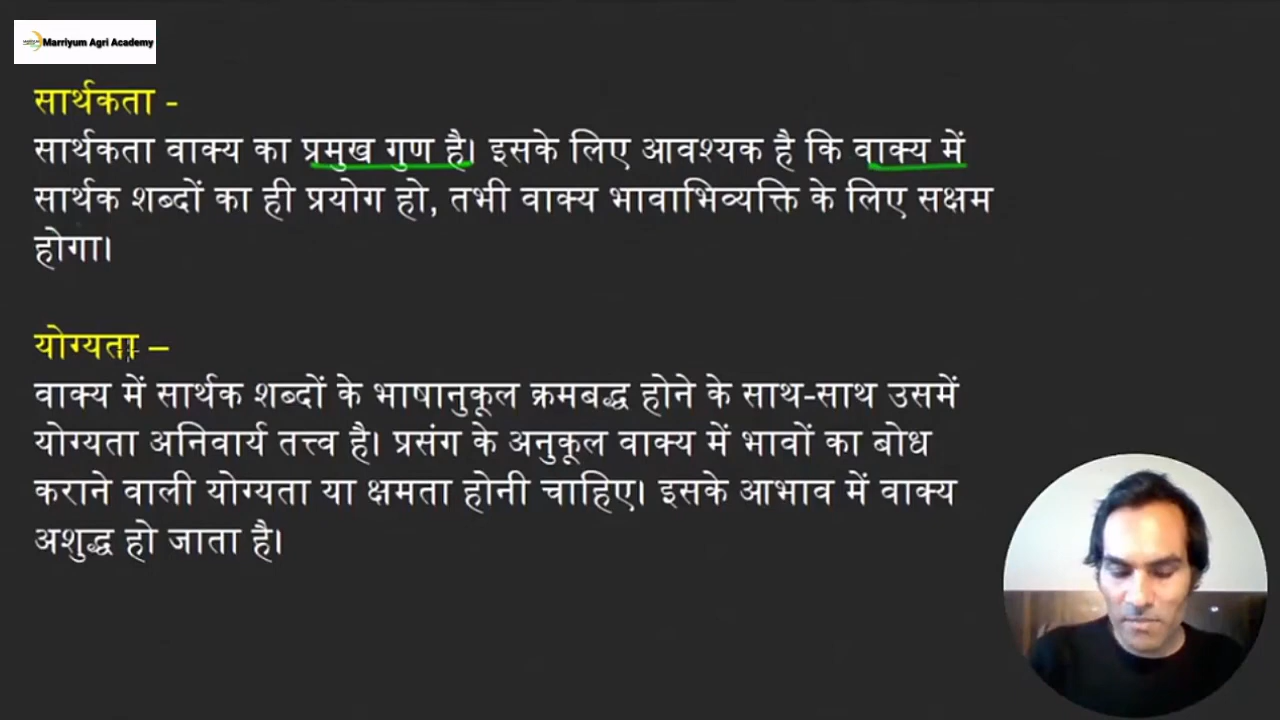 Marriyum Agri Academy
सार्थकता -
सार्थकता वाक्य का प्रमुख गुण है। इसके लिए आवश्यक है कि वाक्य में
सार्थक शब्दों का ही प्रयोग हो, तभी वाक्य भावाभिव्यक्ति के लिए सक्षम
होगा।
योग्यता –
वाक्य में सार्थक शब्दों के भाषानुकूल क्रमबद्ध होने के साथ-साथ उसमें
योग्यता अनिवार्य तत्त्व है। प्रसंग के अनुकूल वाक्य में भावों का बोध
कराने वाली योग्यता या क्षमता होनी चाहिए। इसके आभाव में वाक्य
अशुद्ध हो जाता है।